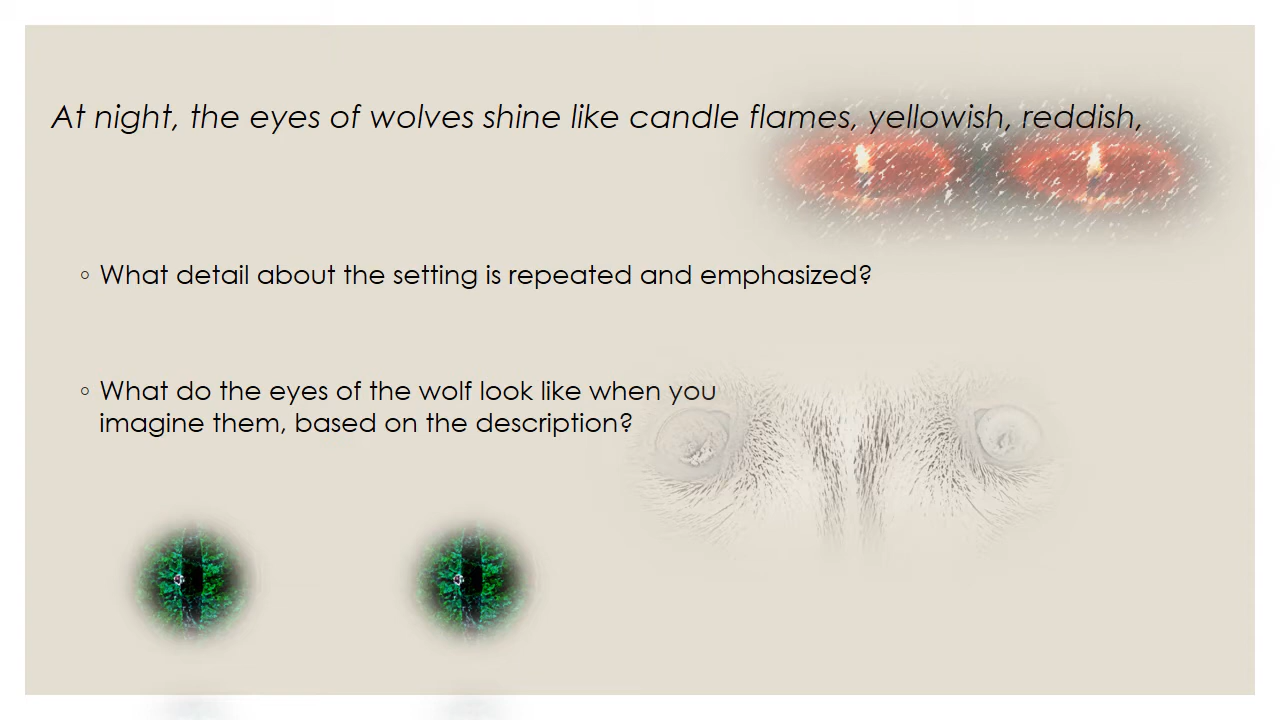 At night, the eyes of wolves shine like candle flames, yellowish, reddish,
◦ What detail about the setting is repeated and emphasized?
◦ What do the eyes of the wolf look like when you
imagine them, based on the description?